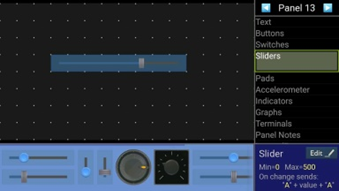 Panel 13
Text
Buttons
Switches
Sliders
Pads
Accelerometer
Indicators
Graphs
Terminals
Panel Notes
Slider
Edit
Min=0 Max=500
On change sends:
"A" + value + "A"